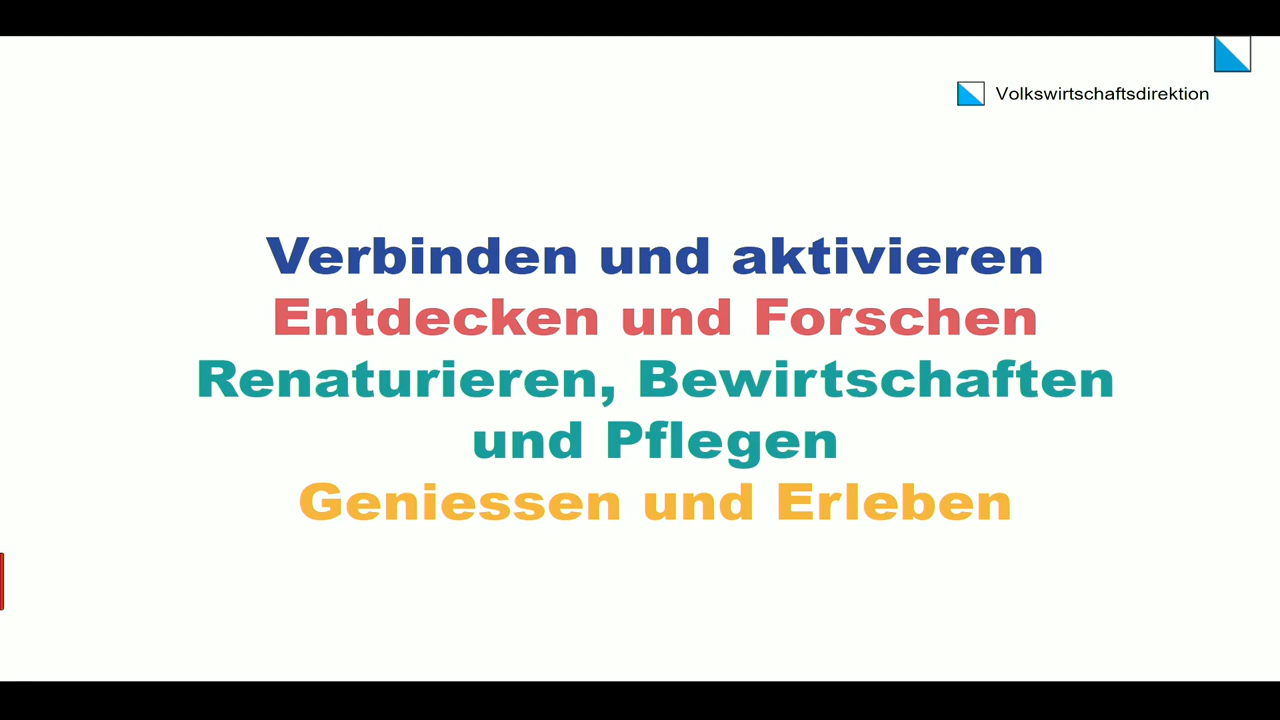 Volkswirtschaftsdirektion
Verbinden und aktivieren
Entdecken und Forschen
Renaturieren, Bewirtschaften
und Pflegen
Geniessen und Erleben